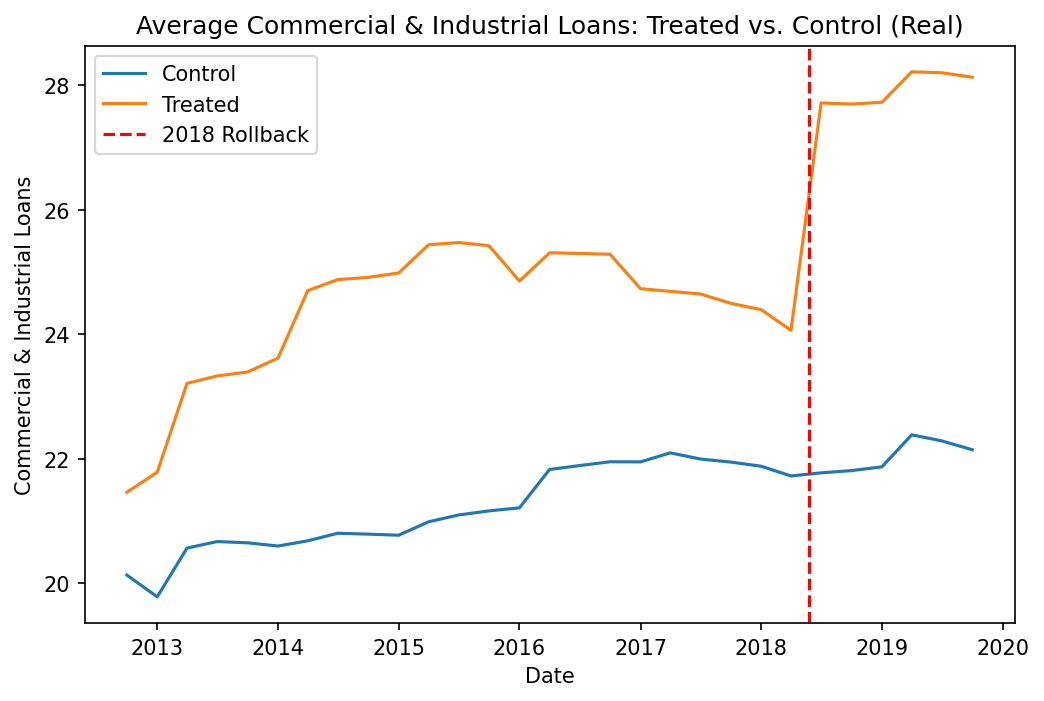 Average Commercial & Industrial Loans: Treated vs. Control (Real)
Control
Treated
2018 Rollback
Commercial & Industrial Loans
28
26
24
22
20
2013 2014 2015 2016 2017 2018 2019 2020
Date